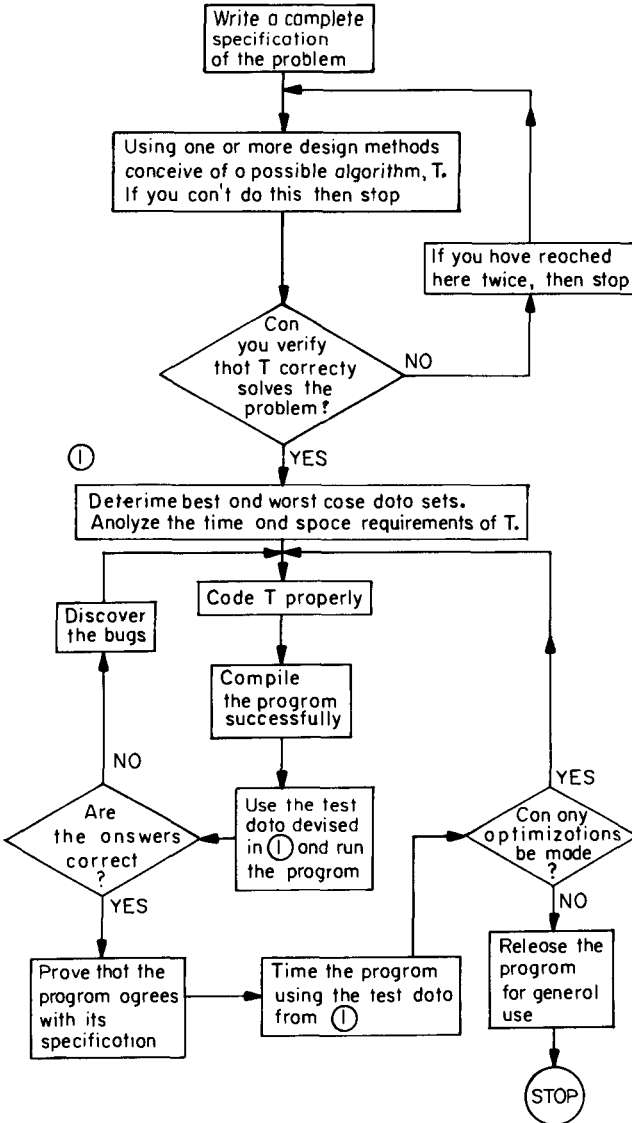 Write a complete
specification
of the problem
Using one or more design methods
conceive of a possible algorithm, T.
If you can't do this then stop
If you have reached
here twice, then stop
Can
you verify
that T correcty
solves the
problem?
NO
YES
1
Deterime best and worst case data sets.
Analyze the time and space requirements of T.
Code T properly
Discover
the bugs
Compile
the program
successfully
NO
Are
the answers
correct
?
Use the test
data devised
in 1 and run
the program
YES
Can any
optimizations
be made
?
YES
NO
Prove that the
program agrees
with its
specification
Time the program
using the test data
from 1
Release the
program
for general
use
STOP